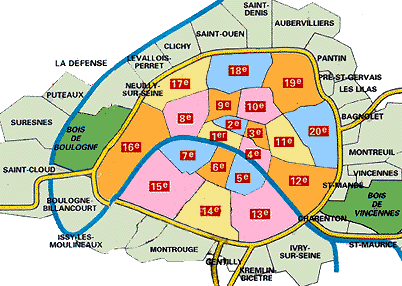 SAINT-
DENIS
AUBERVILLIERS
SAINT-OUEN
CLICHY
PANTIN
LEVALLOIS-
PERRET
LA DEFENSE
PRÉ-ST-GERVAIS
NEUILLY-
SUR-SEINE
LES LILAS
PUTEAUX
BAGNOLET
SURESNES
BOIS
DE
BOULOGNE
MONTREUIL
SAINT-CLOUD
VINCENNES
ST-MANDÉ
BOIS
DE
VINCENNES
BOULOGNE-
BILLANCOURT
CHARENTON
ISSY-LES-
MOULINEAUX
ST-MAURICE
MONTROUGE
IVRY-
SUR-SEINE
GENTILLY
KREMLIN-
BICETRE
18e
17e
19e
9e
10e
8e
2e
1er
3e
11e
20e
16e
7e
4e
6e
5e
15e
12e
14e
13e